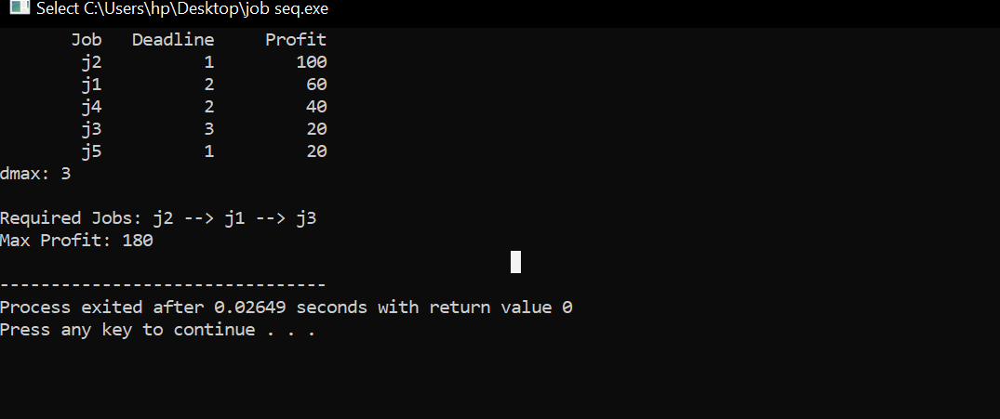 Select C:\Users\hp\Desktop\job seq.exe
Job Deadline Profit
j2 1 100
j1 2 60
j4 2 40
j3 3 20
j5 1 20
dmax: 3
Required Jobs: j2 --> j1 --> j3
Max Profit: 180
--------------------------------
Process exited after 0.02649 seconds with return value 0
Press any key to continue . . .